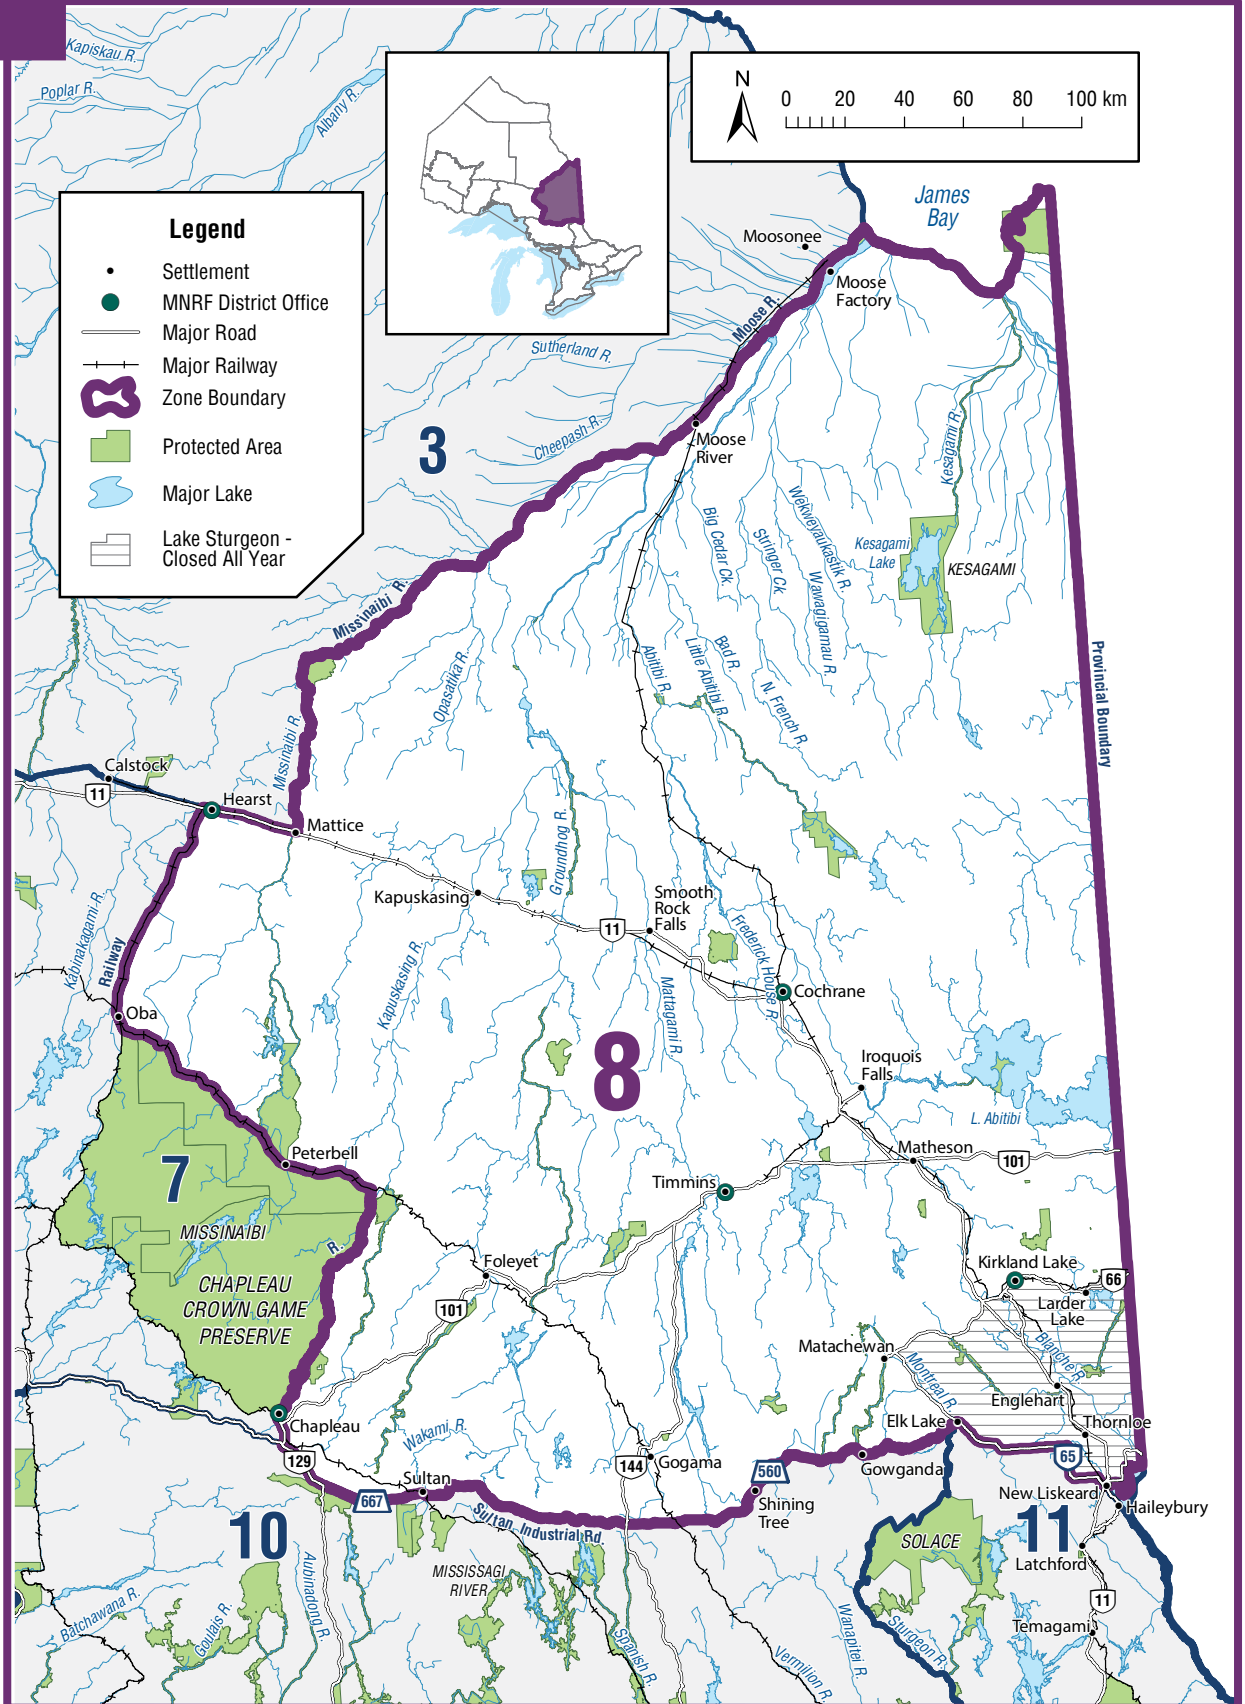 Kapiskau R.
Poplar R.
Albany R.
N
0 20 40 60 80 100 km
Legend
Settlement
MNRF District Office
Major Road
Major Railway
Zone Boundary
Protected Area
Major Lake
Lake Sturgeon -
Closed All Year
James
Bay
Moosonee
Moose
Factory
Moose R.
Sutherland R.
Cheepash R.
3
Moose
River
Kesagami R.
Big Cedar Ck.
Stringer Ck.
Wekweyaukastik R.
Wawagigamau R.
Kesagami
Lake
KESAGAMI
Missinaibi R.
Opasatika R.
Abitibi R.
Little Abitibi R.
Bad R.
N. French R.
Provincial Boundary
Missinaibi R.
Calstock
11
Hearst
Mattice
Groundhog R.
Kapuskasing
Smooth
Rock
Falls
11
Frederick House R.
Kabinakagami R.
Railway
Kapuskasing R.
Mattagami R.
Cochrane
Oba
8
Iroquois
Falls
L. Abitibi
Matheson
101
Peterbell
7
MISSINAIBI
Timmins
R.
CHAPLEAU
CROWN GAME
PRESERVE
Foleyet
101
Kirkland Lake
66
Larder
Lake
Matachewan
Blanche R.
Montreal R.
Englehart
Chapleau
Wakami R.
Elk Lake
Thornloe
129
144
Gogama
560
Gowganda
65
Sultan
667
Shining
Tree
New Liskeard
Haileybury
Sultan Industrial Rd.
10
SOLACE
11
Latchford
MISSISSAGI
RIVER
Aubinadong R.
Batchawana R.
Goulais R.
11
Temagami
Spanish R.
Vermilion R.
Wanapitei R.
Sturgeon R.